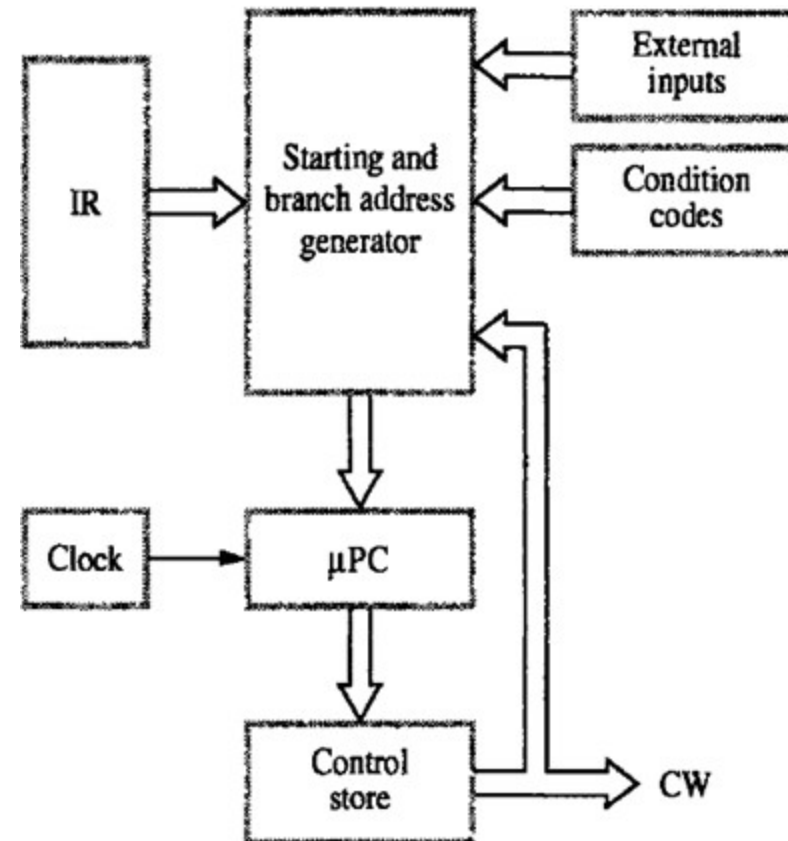 External
inputs
Starting and
branch address
generator
IR
Condition
codes
Clock
μPC
Control
store
CW